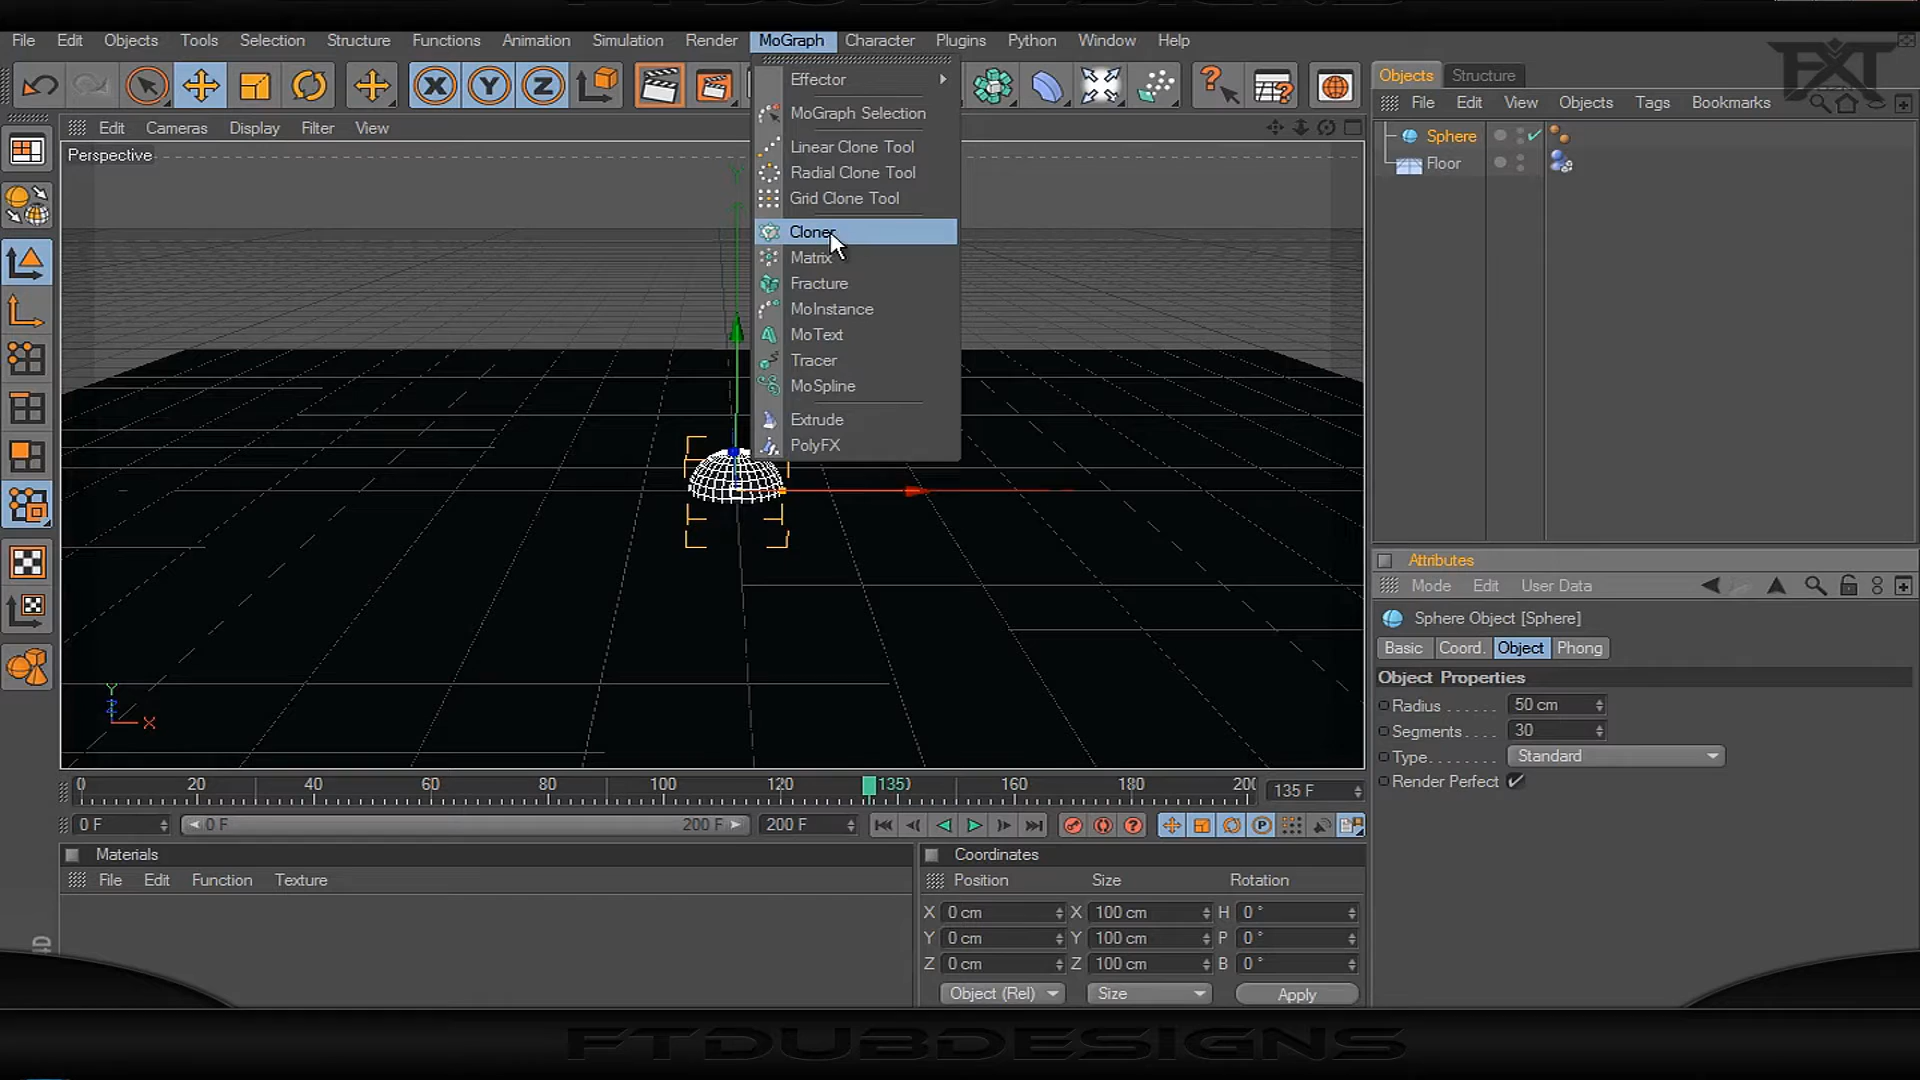 File Edit Objects Tools Selection Structure Functions Animation Simulation Render MoGraph Character Plugins Python Window Help
Effector
MoGraph Selection
Linear Clone Tool
Radial Clone Tool
Grid Clone Tool
Cloner
Matrix
Fracture
MoInstance
MoText
Tracer
MoSpline
Extrude
PolyFX
X Y Z
Edit Cameras Display Filter View
Perspective
Y
Y
Z
X
Objects Structure
File Edit View Objects Tags Bookmarks
Sphere
Floor
Attributes
Mode Edit User Data
Sphere Object [Sphere]
Basic Coord. Object Phong
Object Properties
Radius . . . . . . 50 cm
Segments. . . . 30
Type. . . . . . . . Standard
Render Perfect
0 20 40 60 80 100 120 135 160 180 200 135 F
0 F 0 F 200 F 200 F
Materials
File Edit Function Texture
Coordinates
Position Size Rotation
X 0 cm X 100 cm H 0 °
Y 0 cm Y 100 cm P 0 °
Z 0 cm Z 100 cm B 0 °
Object (Rel) Size Apply
FTDUBDESIGNS